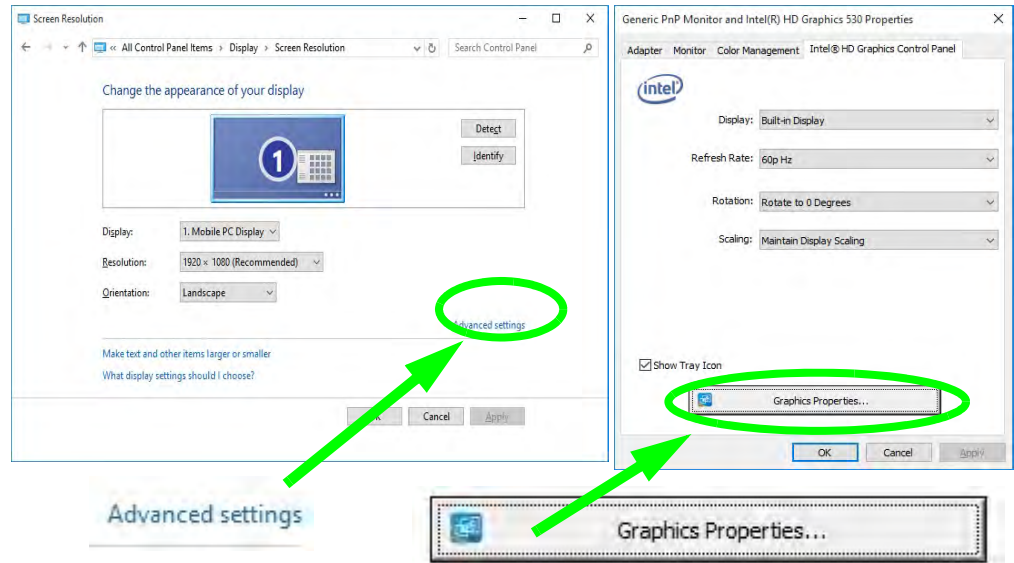 Screen Resolution
« All Control Panel Items > Display > Screen Resolution
Search Control Panel
Change the appearance of your display
1
Detect
Identify
Display: 1. Mobile PC Display
Resolution: 1920 × 1080 (Recommended)
Orientation: Landscape
Advanced settings
Make text and other items larger or smaller
What display settings should I choose?
Cancel Apply
Generic PnP Monitor and Intel(R) HD Graphics 530 Properties
Adapter Monitor Color Management Intel® HD Graphics Control Panel
intel
Display: Built-in Display
Refresh Rate: 60p Hz
Rotation: Rotate to 0 Degrees
Scaling: Maintain Display Scaling
Show Tray Icon
Graphics Properties...
OK Cancel Apply
Advanced settings
Graphics Properties...